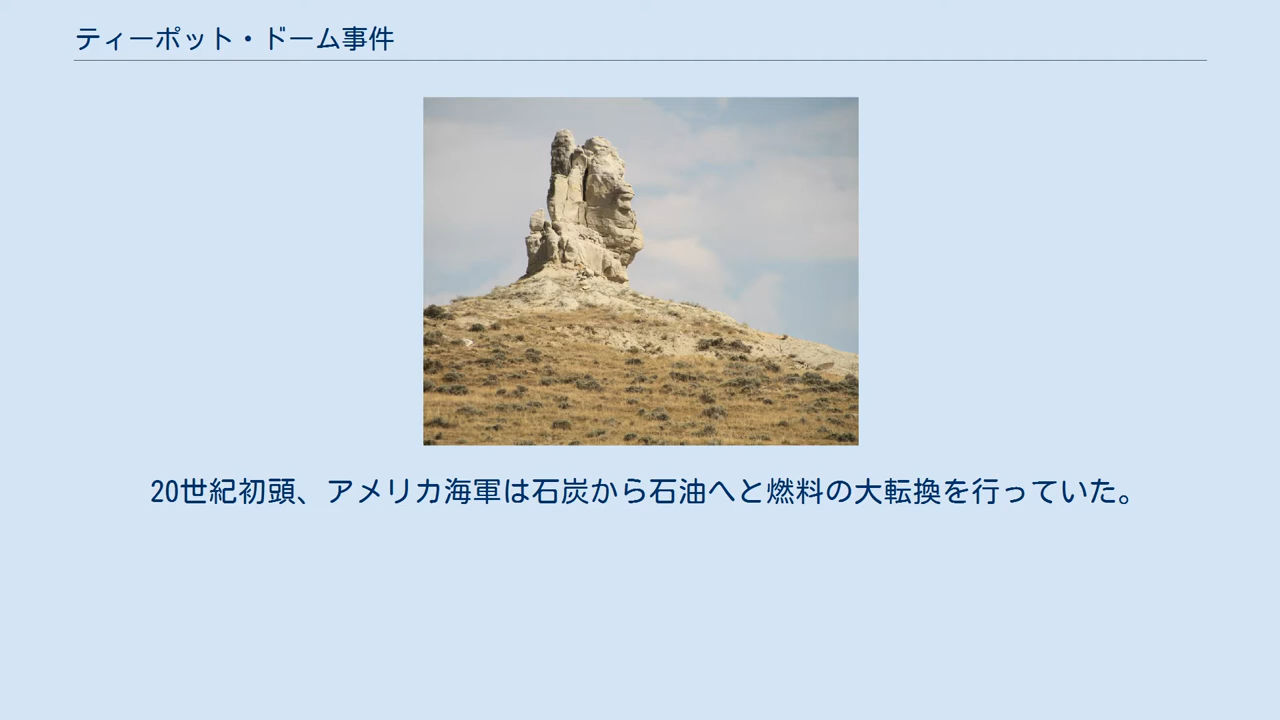 ティーポット・ドーム事件
20世紀初頭、アメリカ海軍は石炭から石油へと燃料の大転換を行っていた。